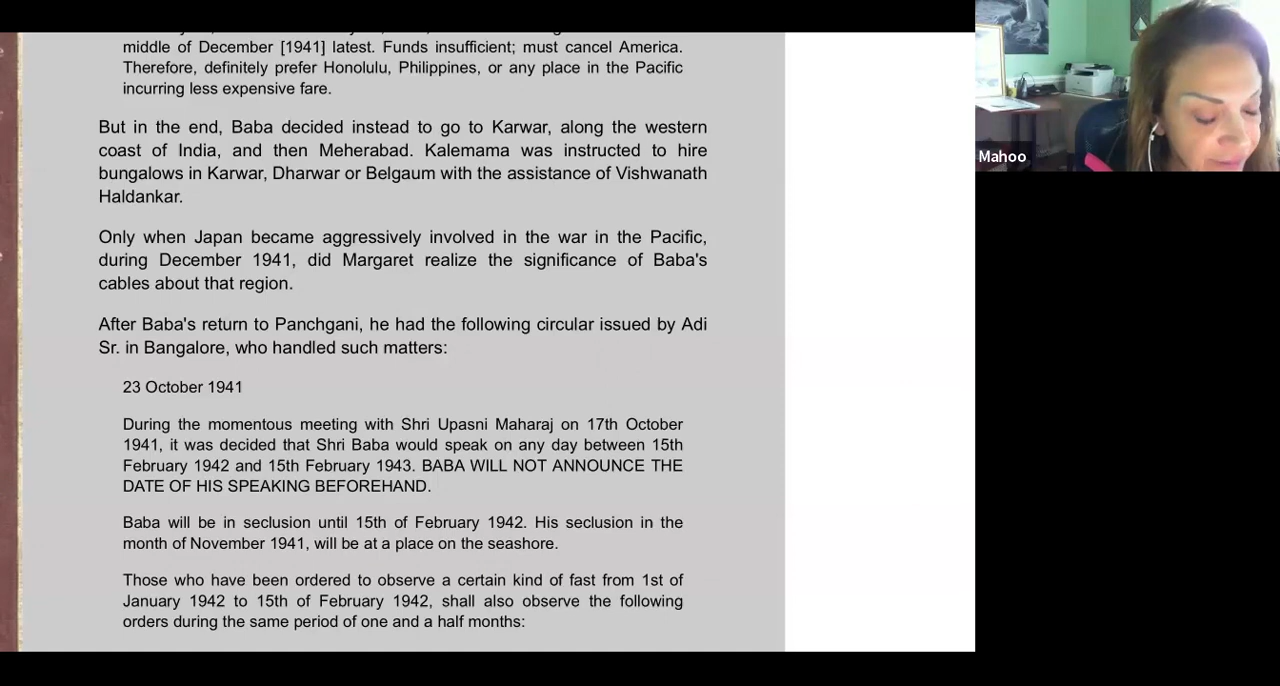 middle of December [1941] latest. Funds insufficient; must cancel America.
Therefore, definitely prefer Honolulu, Philippines, or any place in the Pacific
incurring less expensive fare.
But in the end, Baba decided instead to go to Karwar, along the western
coast of India, and then Meherabad. Kalemama was instructed to hire
bungalows in Karwar, Dharwar or Belgaum with the assistance of Vishwanath
Haldankar.
Only when Japan became aggressively involved in the war in the Pacific,
during December 1941, did Margaret realize the significance of Baba's
cables about that region.
After Baba's return to Panchgani, he had the following circular issued by Adi
Sr. in Bangalore, who handled such matters:
23 October 1941
During the momentous meeting with Shri Upasni Maharaj on 17th October
1941, it was decided that Shri Baba would speak on any day between 15th
February 1942 and 15th February 1943. BABA WILL NOT ANNOUNCE THE
DATE OF HIS SPEAKING BEFOREHAND.
Baba will be in seclusion until 15th of February 1942. His seclusion in the
month of November 1941, will be at a place on the seashore.
Those who have been ordered to observe a certain kind of fast from 1st of
January 1942 to 15th of February 1942, shall also observe the following
orders during the same period of one and a half months:
Mahoo